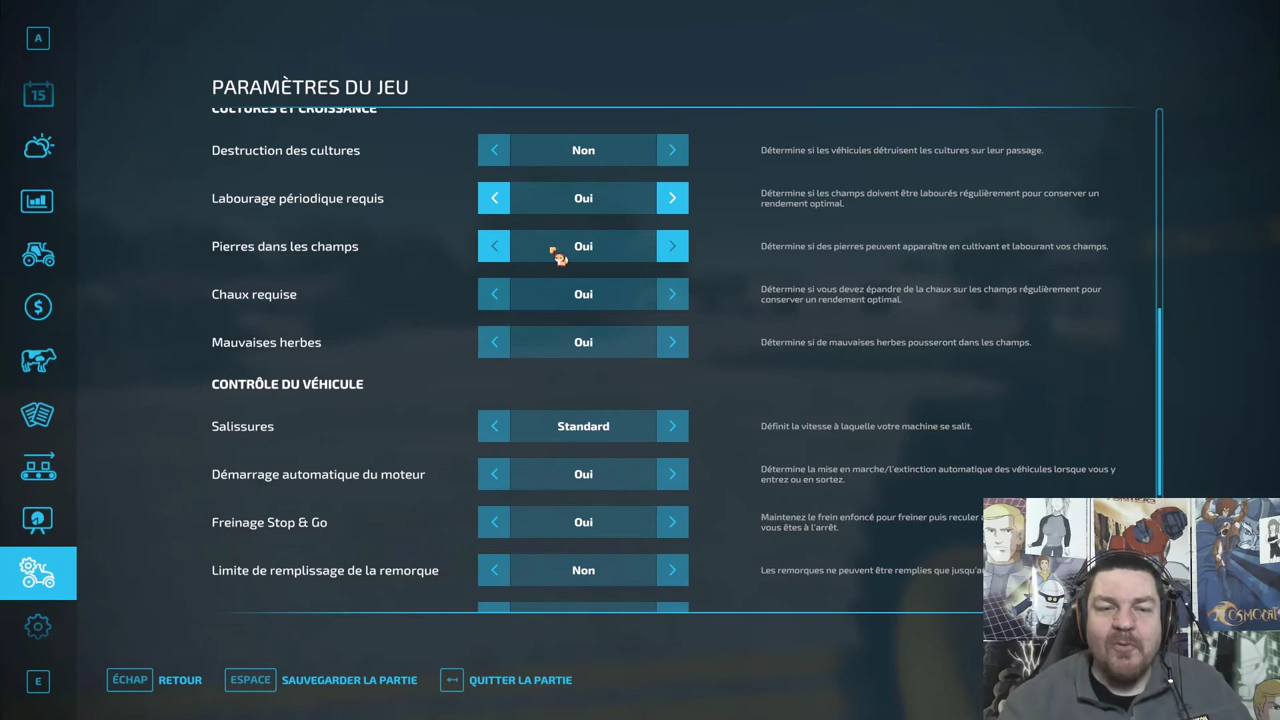 A
15
PARAMÈTRES DU JEU
CULTURES ET CROISSANCE
Destruction des cultures
Non
Détermine si les véhicules détruisent les cultures sur leur passage.
Labourage périodique requis
Oui
Détermine si les champs doivent être labourés régulièrement pour conserver un
rendement optimal.
Pierres dans les champs
Oui
Détermine si des pierres peuvent apparaître en cultivant et labourant vos champs.
Chaux requise
Oui
Détermine si vous devez épandre de la chaux sur les champs régulièrement pour
conserver un rendement optimal.
Mauvaises herbes
Oui
Détermine si de mauvaises herbes pousseront dans les champs.
CONTRÔLE DU VÉHICULE
Salissures
Standard
Définit la vitesse à laquelle votre machine se salit.
Démarrage automatique du moteur
Oui
Détermine la mise en marche/l'extinction automatique des véhicules lorsque vous y
entrez ou en sortez.
Freinage Stop & Go
Oui
Maintenez le frein enfoncé pour freiner puis reculer
vous êtes à l'arrêt.
Limite de remplissage de la remorque
Non
Les remorques ne peuvent être remplies que
E
ÉCHAP RETOUR
ESPACE SAUVEGARDER LA PARTIE
QUITTER LA PARTIE